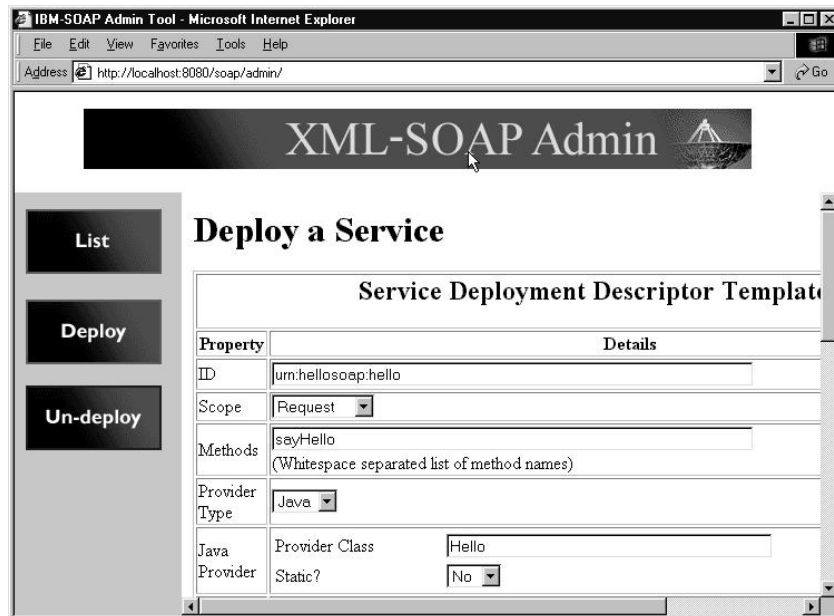 IBM-SOAP Admin Tool - Microsoft Internet Explorer
File Edit View Favorites Tools Help
Address http://localhost:8080/soap/admin/ Go
XML-SOAP Admin
List
Deploy
Un-deploy
Deploy a Service
Service Deployment Descriptor Template
Property Details
ID urn:hellosoap:hello
Scope Request
Methods sayHello
(Whitespace separated list of method names)
Provider Type Java
Java Provider
Provider Class Hello
Static? No